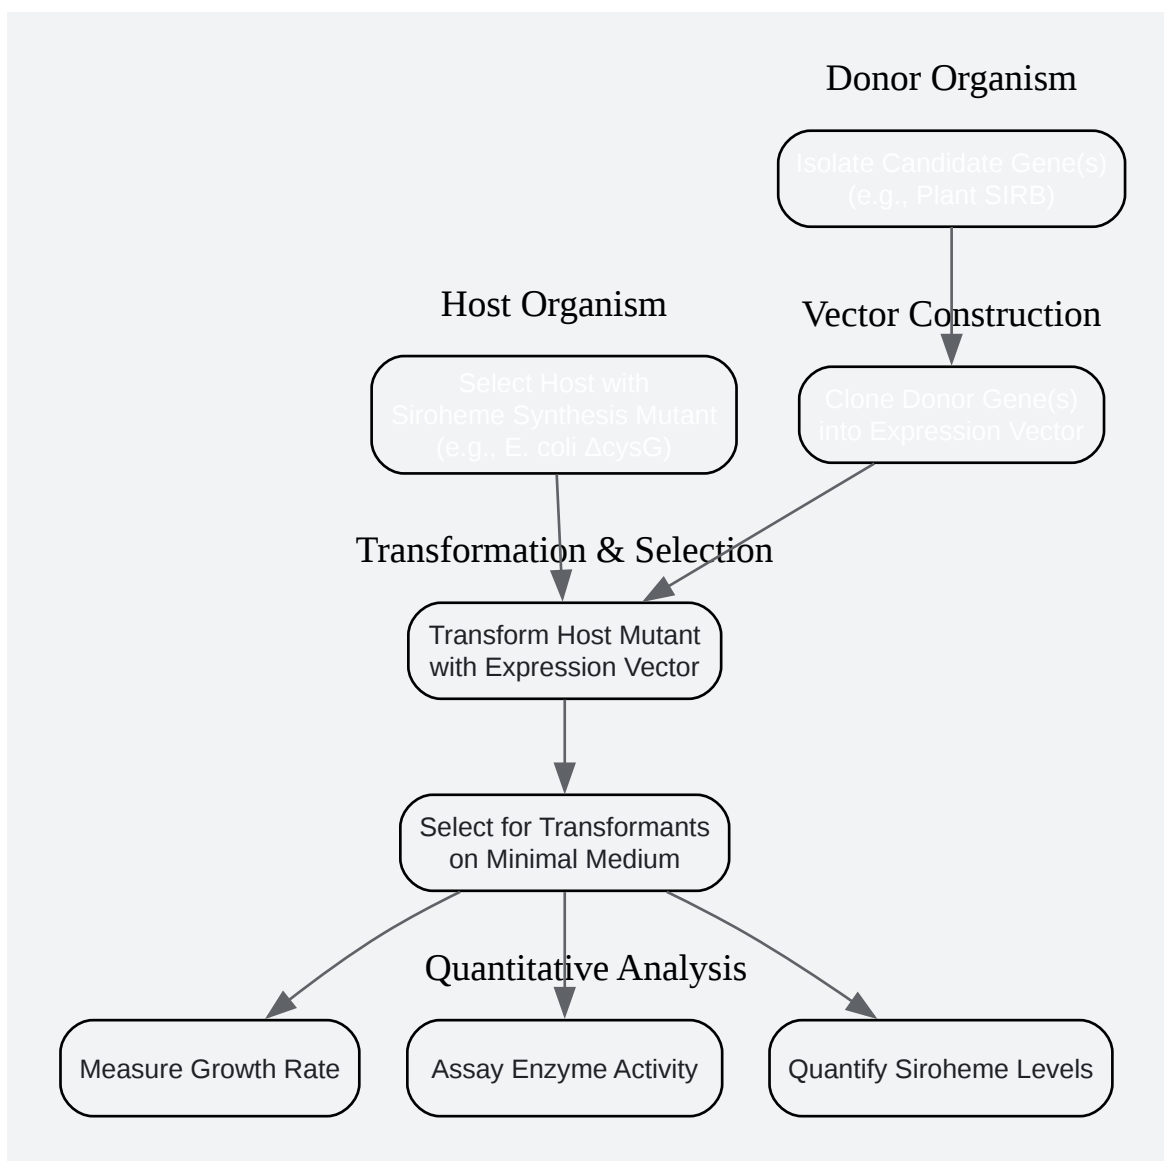 Donor Organism
Isolate Candidate Gene(s)
(e.g., Plant SIRB)
Host Organism
Vector Construction
Select Host with
Siroheme Synthesis Mutant
(e.g., E. coli ΔcysG)
Clone Donor Gene(s)
into Expression Vector
Transformation & Selection
Transform Host Mutant
with Expression Vector
Select for Transformants
on Minimal Medium
Quantitative Analysis
Measure Growth Rate
Assay Enzyme Activity
Quantify Siroheme Levels